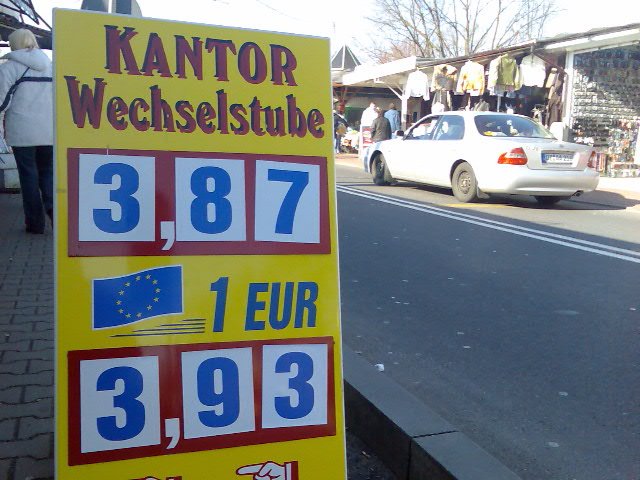 KANTOR
Wechselstube
3,87
1 EUR
3,93